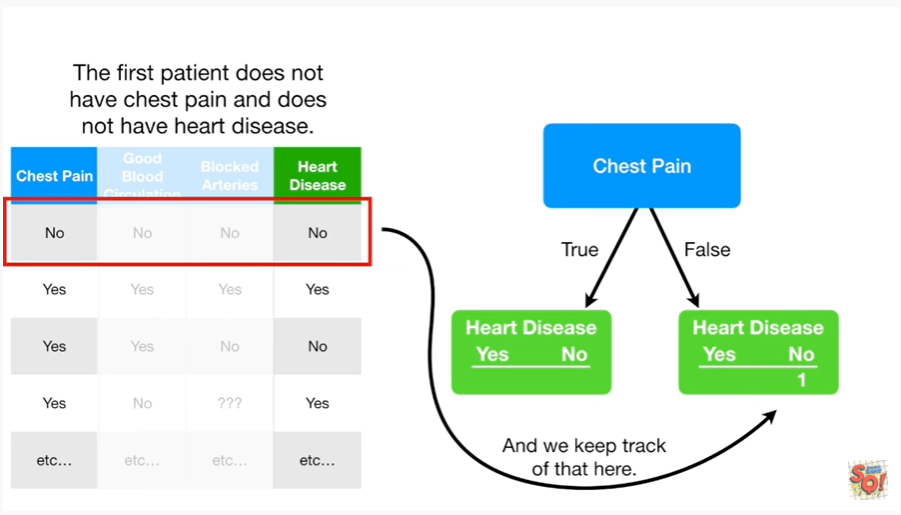 The first patient does not
have chest pain and does
not have heart disease.
Chest Pain Good Blood Circulation Blocked Arteries Heart Disease
No No No No
Yes Yes Yes Yes
Yes Yes No No
Yes No ??? Yes
etc... etc... etc... etc...
Chest Pain
True False
Heart Disease
Yes No
Heart Disease
Yes No
1
And we keep track
of that here.
SQ!